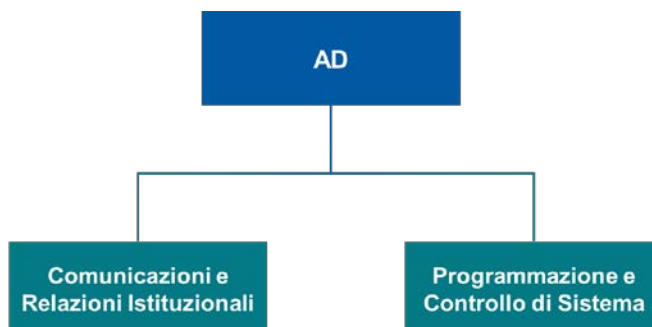 AD
Comunicazioni e
Relazioni Istituzionali
Programmazione e
Controllo di Sistema